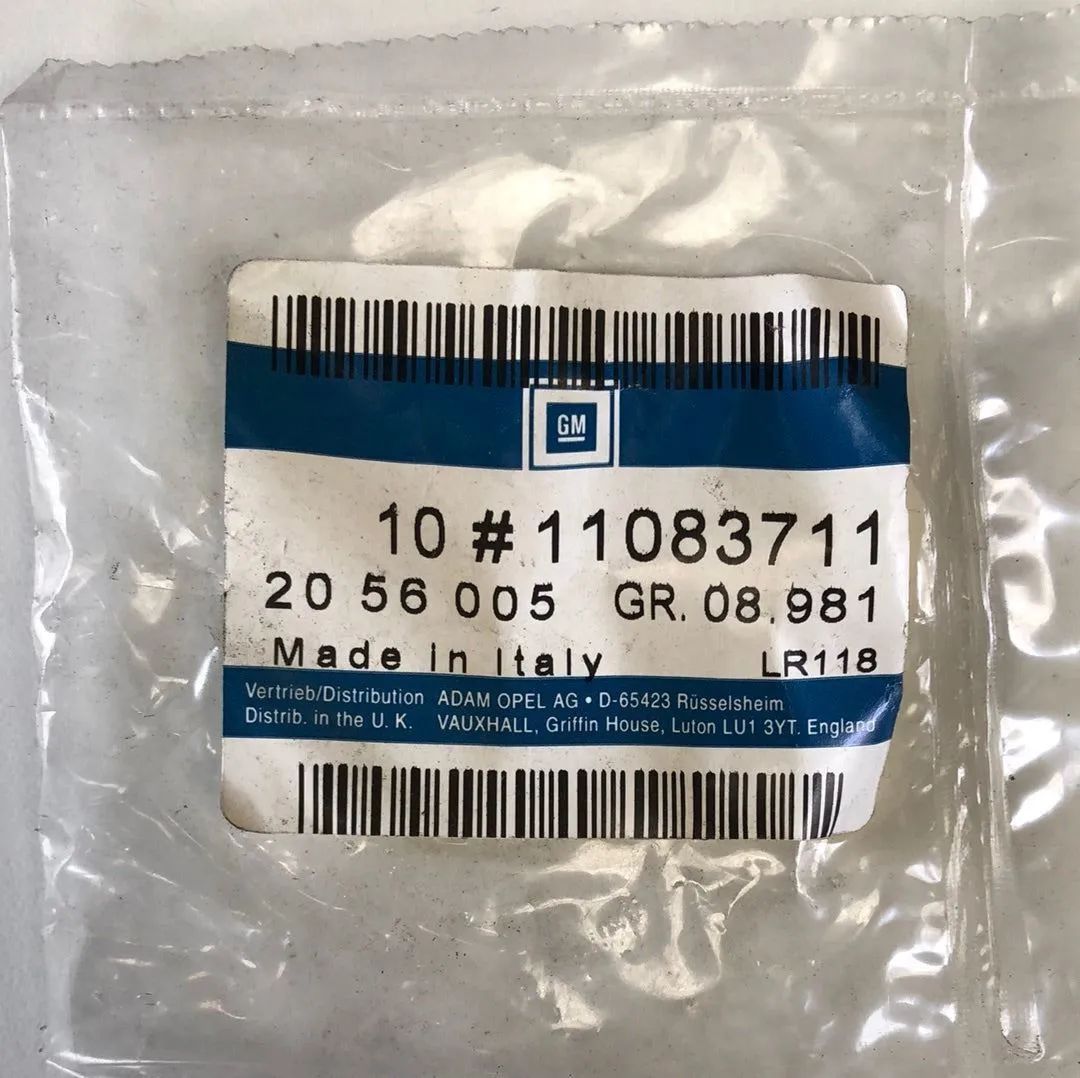 GM
10 # 11083711
20 56 005 GR. 08.981
Made in Italy LR118
Vertrieb/Distribution ADAM OPEL AG • D-65423 Rüsselsheim
Distrib. in the U. K. VAUXHALL, Griffin House, Luton LU1 3YT. England